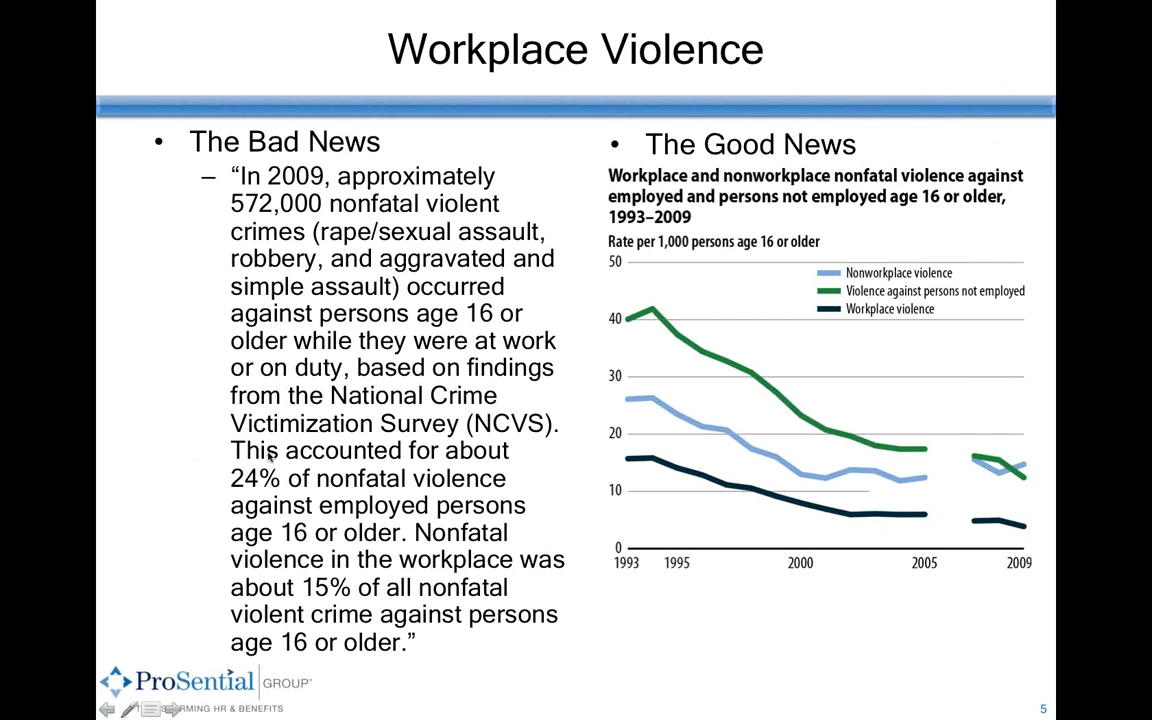 Workplace Violence
• The Bad News
– “In 2009, approximately
572,000 nonfatal violent
crimes (rape/sexual assault,
robbery, and aggravated and
simple assault) occurred
against persons age 16 or
older while they were at work
or on duty, based on findings
from the National Crime
Victimization Survey (NCVS).
This accounted for about
24% of nonfatal violence
against employed persons
age 16 or older. Nonfatal
violence in the workplace was
about 15% of all nonfatal
violent crime against persons
age 16 or older.”
• The Good News
Workplace and nonworkplace nonfatal violence against
employed and persons not employed age 16 or older,
1993–2009
Rate per 1,000 persons age 16 or older
50
Nonworkplace violence
Violence against persons not employed
Workplace violence
40
30
20
10
0
1993 1995 2000 2005 2009
ProSential GROUP
RMING HR & BENEFITS
5